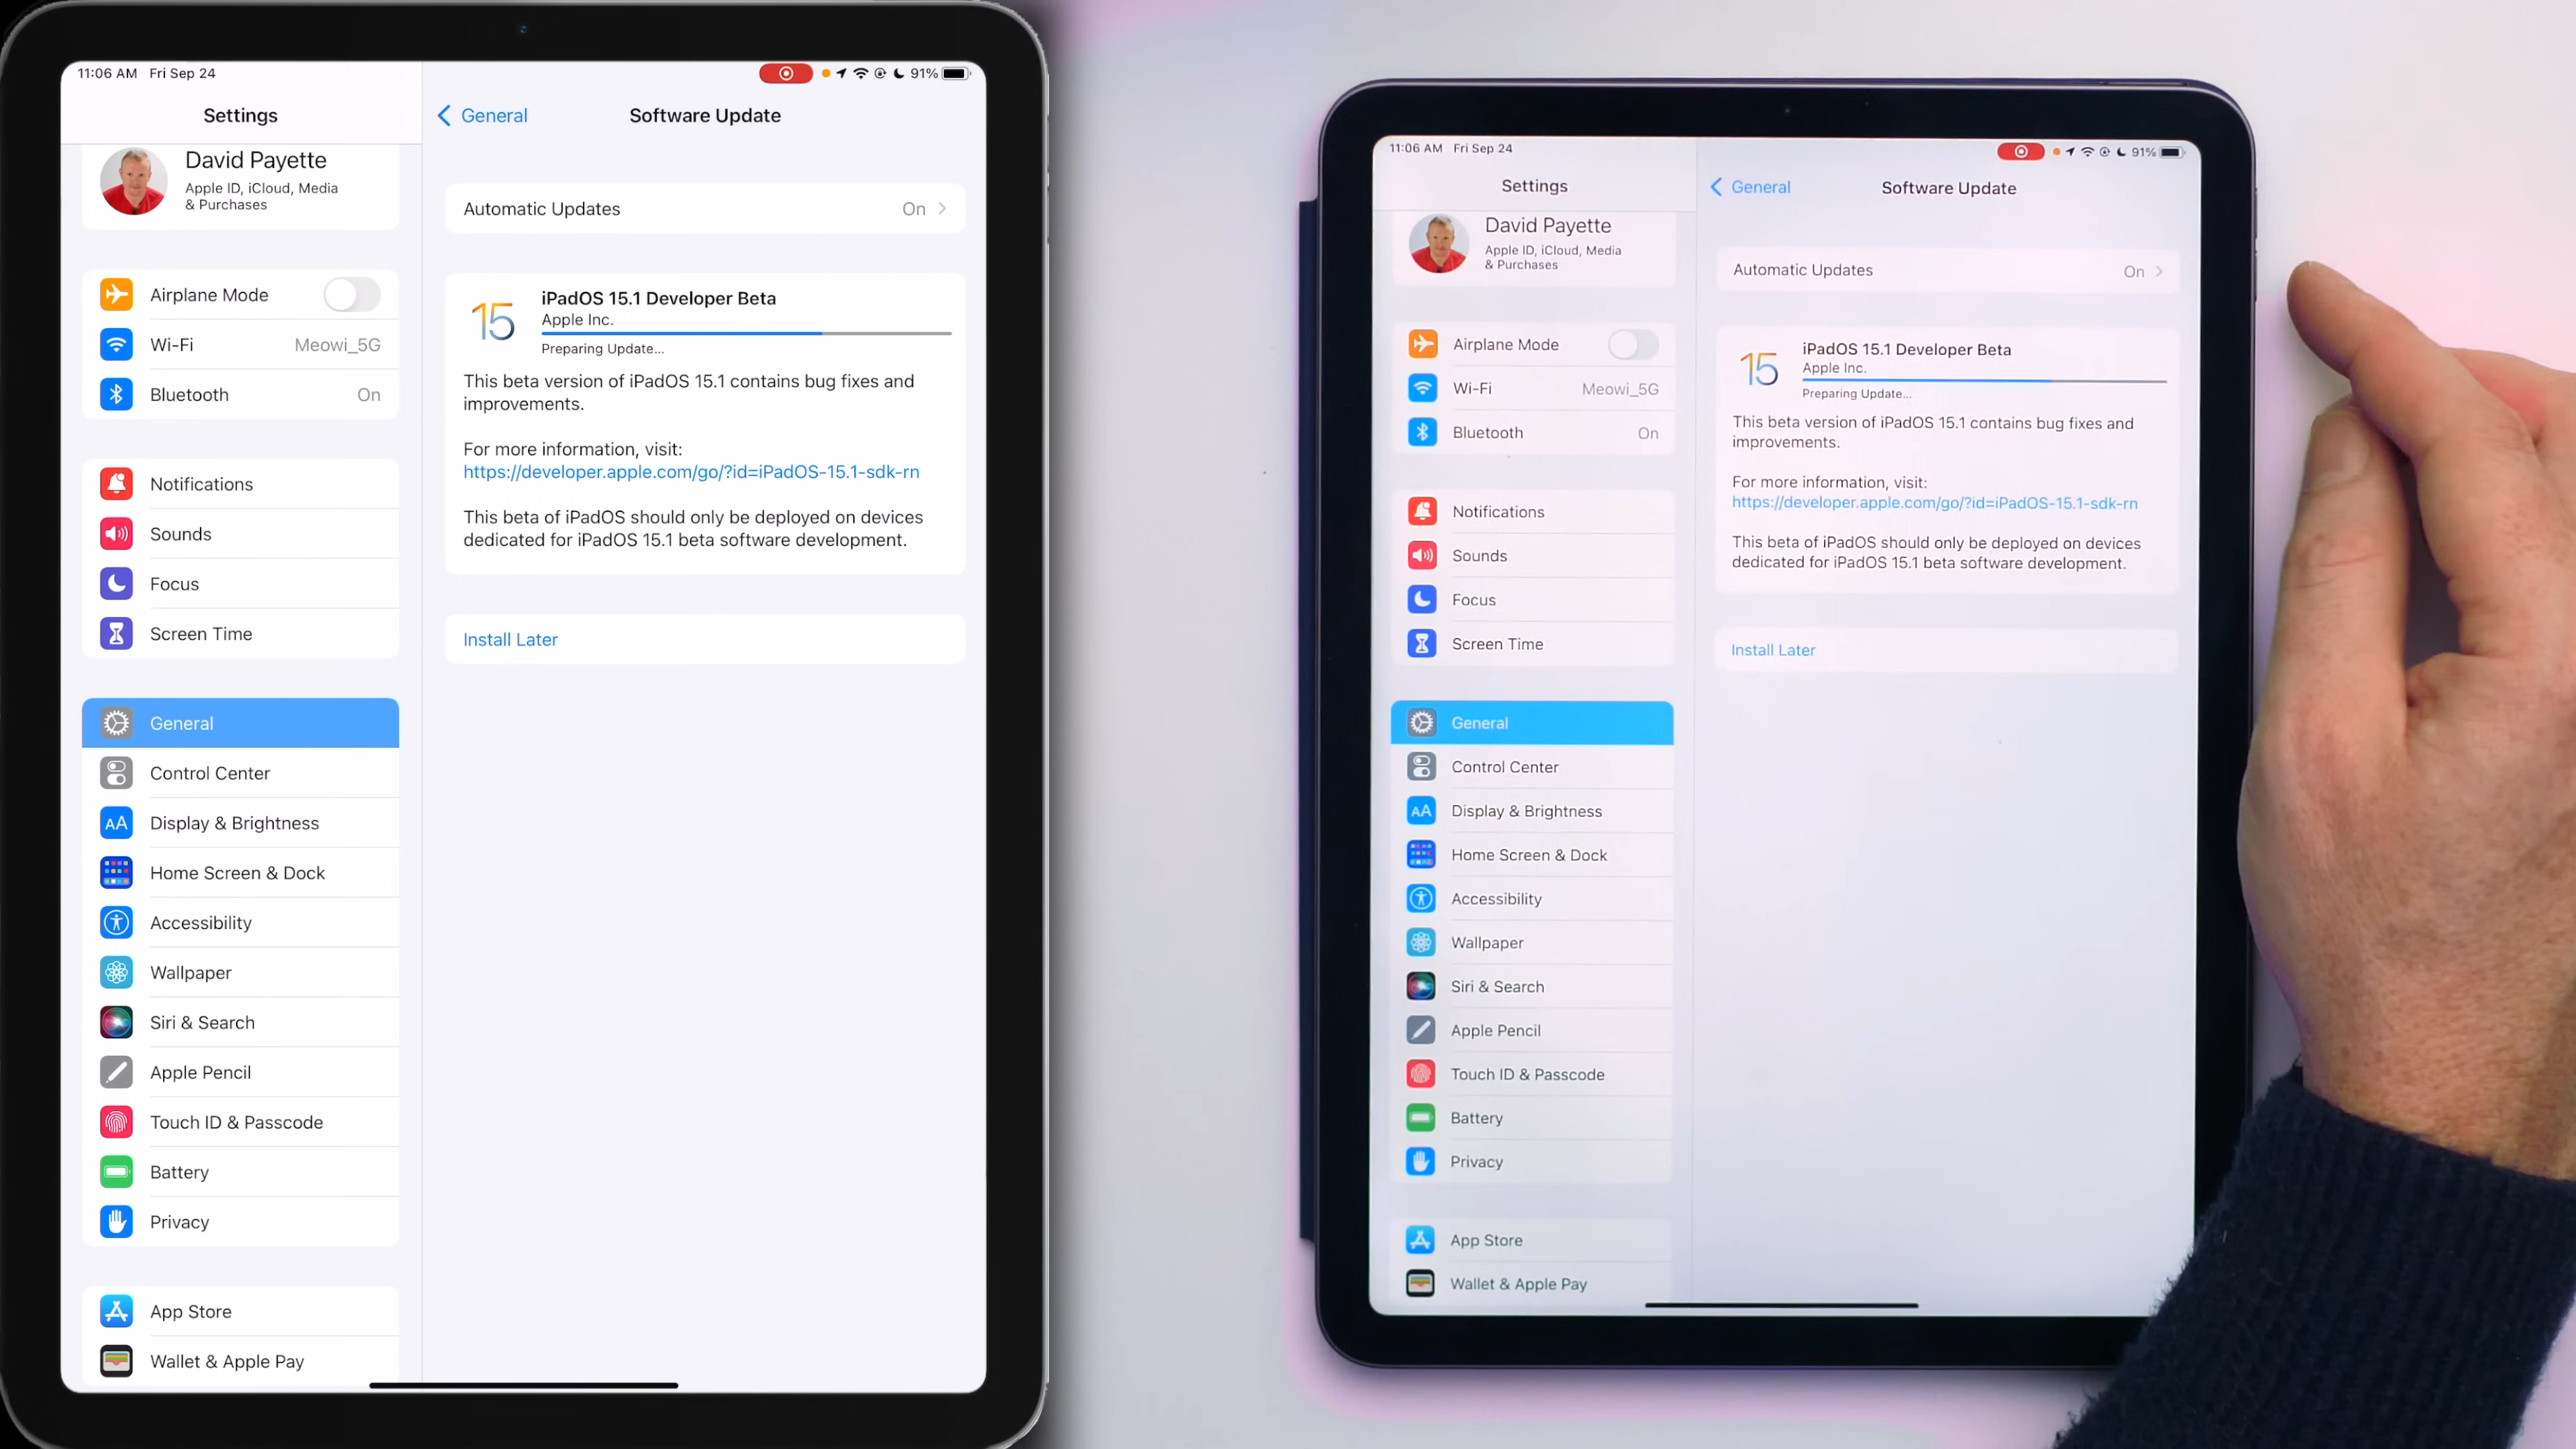 11:06 AM Fri Sep 24
91%
Settings
David Payette
Apple ID, iCloud, Media
& Purchases
Airplane Mode
Wi-Fi Meowi_5G
Bluetooth On
Notifications
Sounds
Focus
Screen Time
General
Control Center
AA Display & Brightness
Home Screen & Dock
Accessibility
Wallpaper
Siri & Search
Apple Pencil
Touch ID & Passcode
Battery
Privacy
App Store
Wallet & Apple Pay
General
Software Update
Automatic Updates On
15
iPadOS 15.1 Developer Beta
Apple Inc.
Preparing Update...
This beta version of iPadOS 15.1 contains bug fixes and
improvements.
For more information, visit:
https://developer.apple.com/go/?id=iPadOS-15.1-sdk-rn
This beta of iPadOS should only be deployed on devices
dedicated for iPadOS 15.1 beta software development.
Install Later
11:06 AM Fri Sep 24
91%
Settings
David Payette
Apple ID, iCloud, Media
& Purchases
Airplane Mode
Wi-Fi Meowi_5G
Bluetooth On
Notifications
Sounds
Focus
Screen Time
General
Control Center
AA Display & Brightness
Home Screen & Dock
Accessibility
Wallpaper
Siri & Search
Apple Pencil
Touch ID & Passcode
Battery
Privacy
App Store
Wallet & Apple Pay
General
Software Update
Automatic Updates On
15
iPadOS 15.1 Developer Beta
Apple Inc.
Preparing Update...
This beta version of iPadOS 15.1 contains bug fixes and
improvements.
For more information, visit:
https://developer.apple.com/go/?id=iPadOS-15.1-sdk-rn
This beta of iPadOS should only be deployed on devices
dedicated for iPadOS 15.1 beta software development.
Install Later